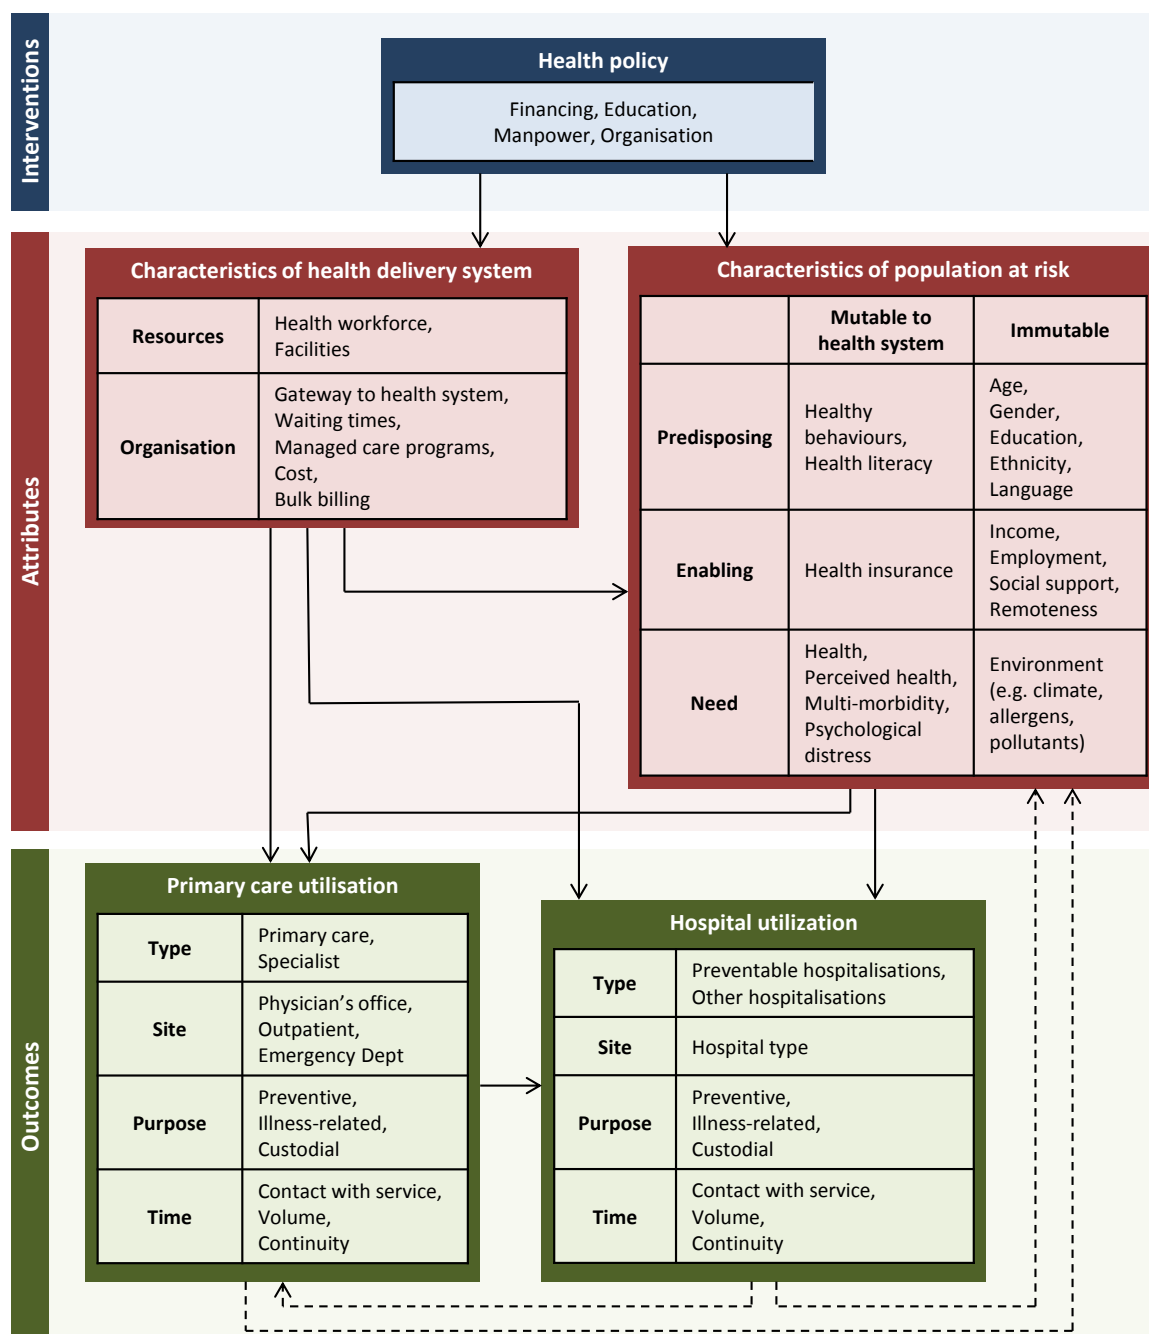 Interventions
Health policy
Financing, Education,
Manpower, Organisation
Attributes
Characteristics of health delivery system
Resources
Health workforce,
Facilities
Organisation
Gateway to health system,
Waiting times,
Managed care programs,
Cost,
Bulk billing
Characteristics of population at risk
Mutable to
health system
Immutable
Predisposing
Healthy
behaviours,
Health literacy
Age,
Gender,
Education,
Ethnicity,
Language
Enabling
Health insurance
Income,
Employment,
Social support,
Remoteness
Need
Health,
Perceived health,
Multi-morbidity,
Psychological
distress
Environment
(e.g. climate,
allergens,
pollutants)
Outcomes
Primary care utilisation
Type
Primary care,
Specialist
Site
Physician’s office,
Outpatient,
Emergency Dept
Purpose
Preventive,
Illness-related,
Custodial
Time
Contact with service,
Volume,
Continuity
Hospital utilization
Type
Preventable hospitalisations,
Other hospitalisations
Site
Hospital type
Purpose
Preventive,
Illness-related,
Custodial
Time
Contact with service,
Volume,
Continuity